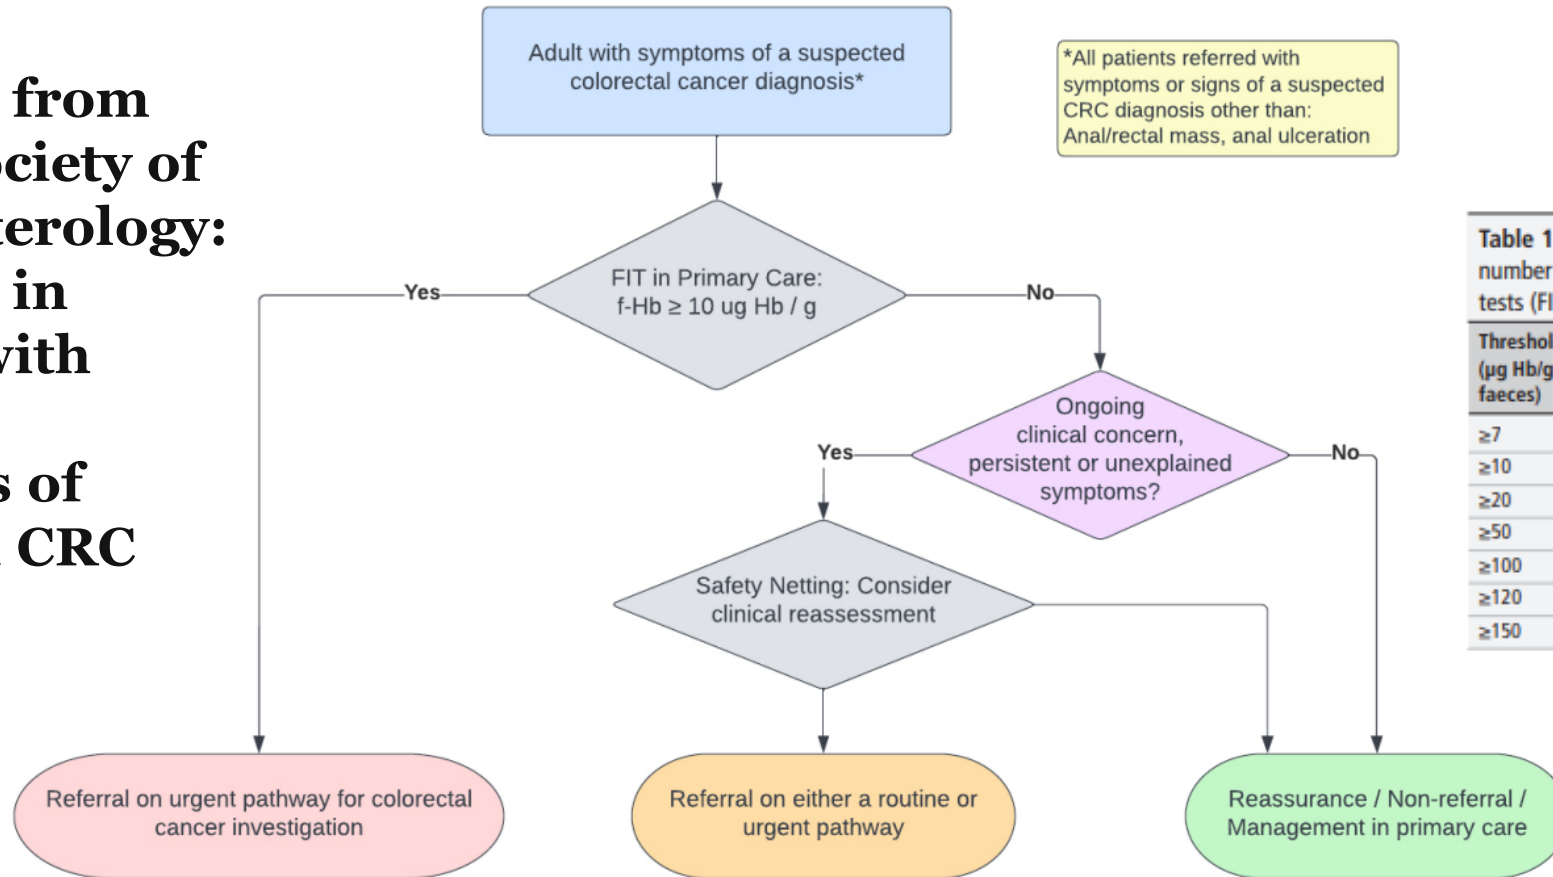 from
ociety of
terology:
in
with
s of
CRC
Adult with symptoms of a suspected
colorectal cancer diagnosis*
*All patients referred with
symptoms or signs of a suspected
CRC diagnosis other than:
Anal/rectal mass, anal ulceration
FIT in Primary Care:
f-Hb ≥ 10 ug Hb / g
Yes
No
Ongoing
clinical concern,
persistent or unexplained
symptoms?
Yes
No
Safety Netting: Consider
clinical reassessment
Referral on urgent pathway for colorectal
cancer investigation
Referral on either a routine or
urgent pathway
Reassurance / Non-referral /
Management in primary care
Table 1
number
tests (FI
Threshol
(μg Hb/g
faeces)
≥7
≥10
≥20
≥50
≥100
≥120
≥150